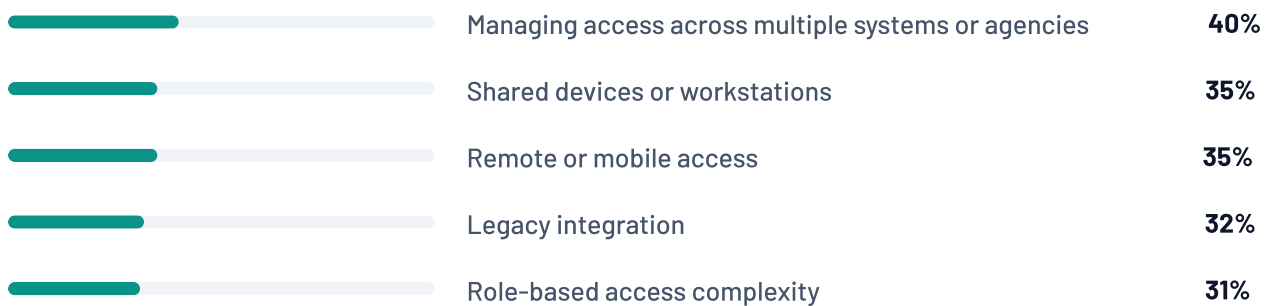 Managing access across multiple systems or agencies 40%
Shared devices or workstations 35%
Remote or mobile access 35%
Legacy integration 32%
Role-based access complexity 31%